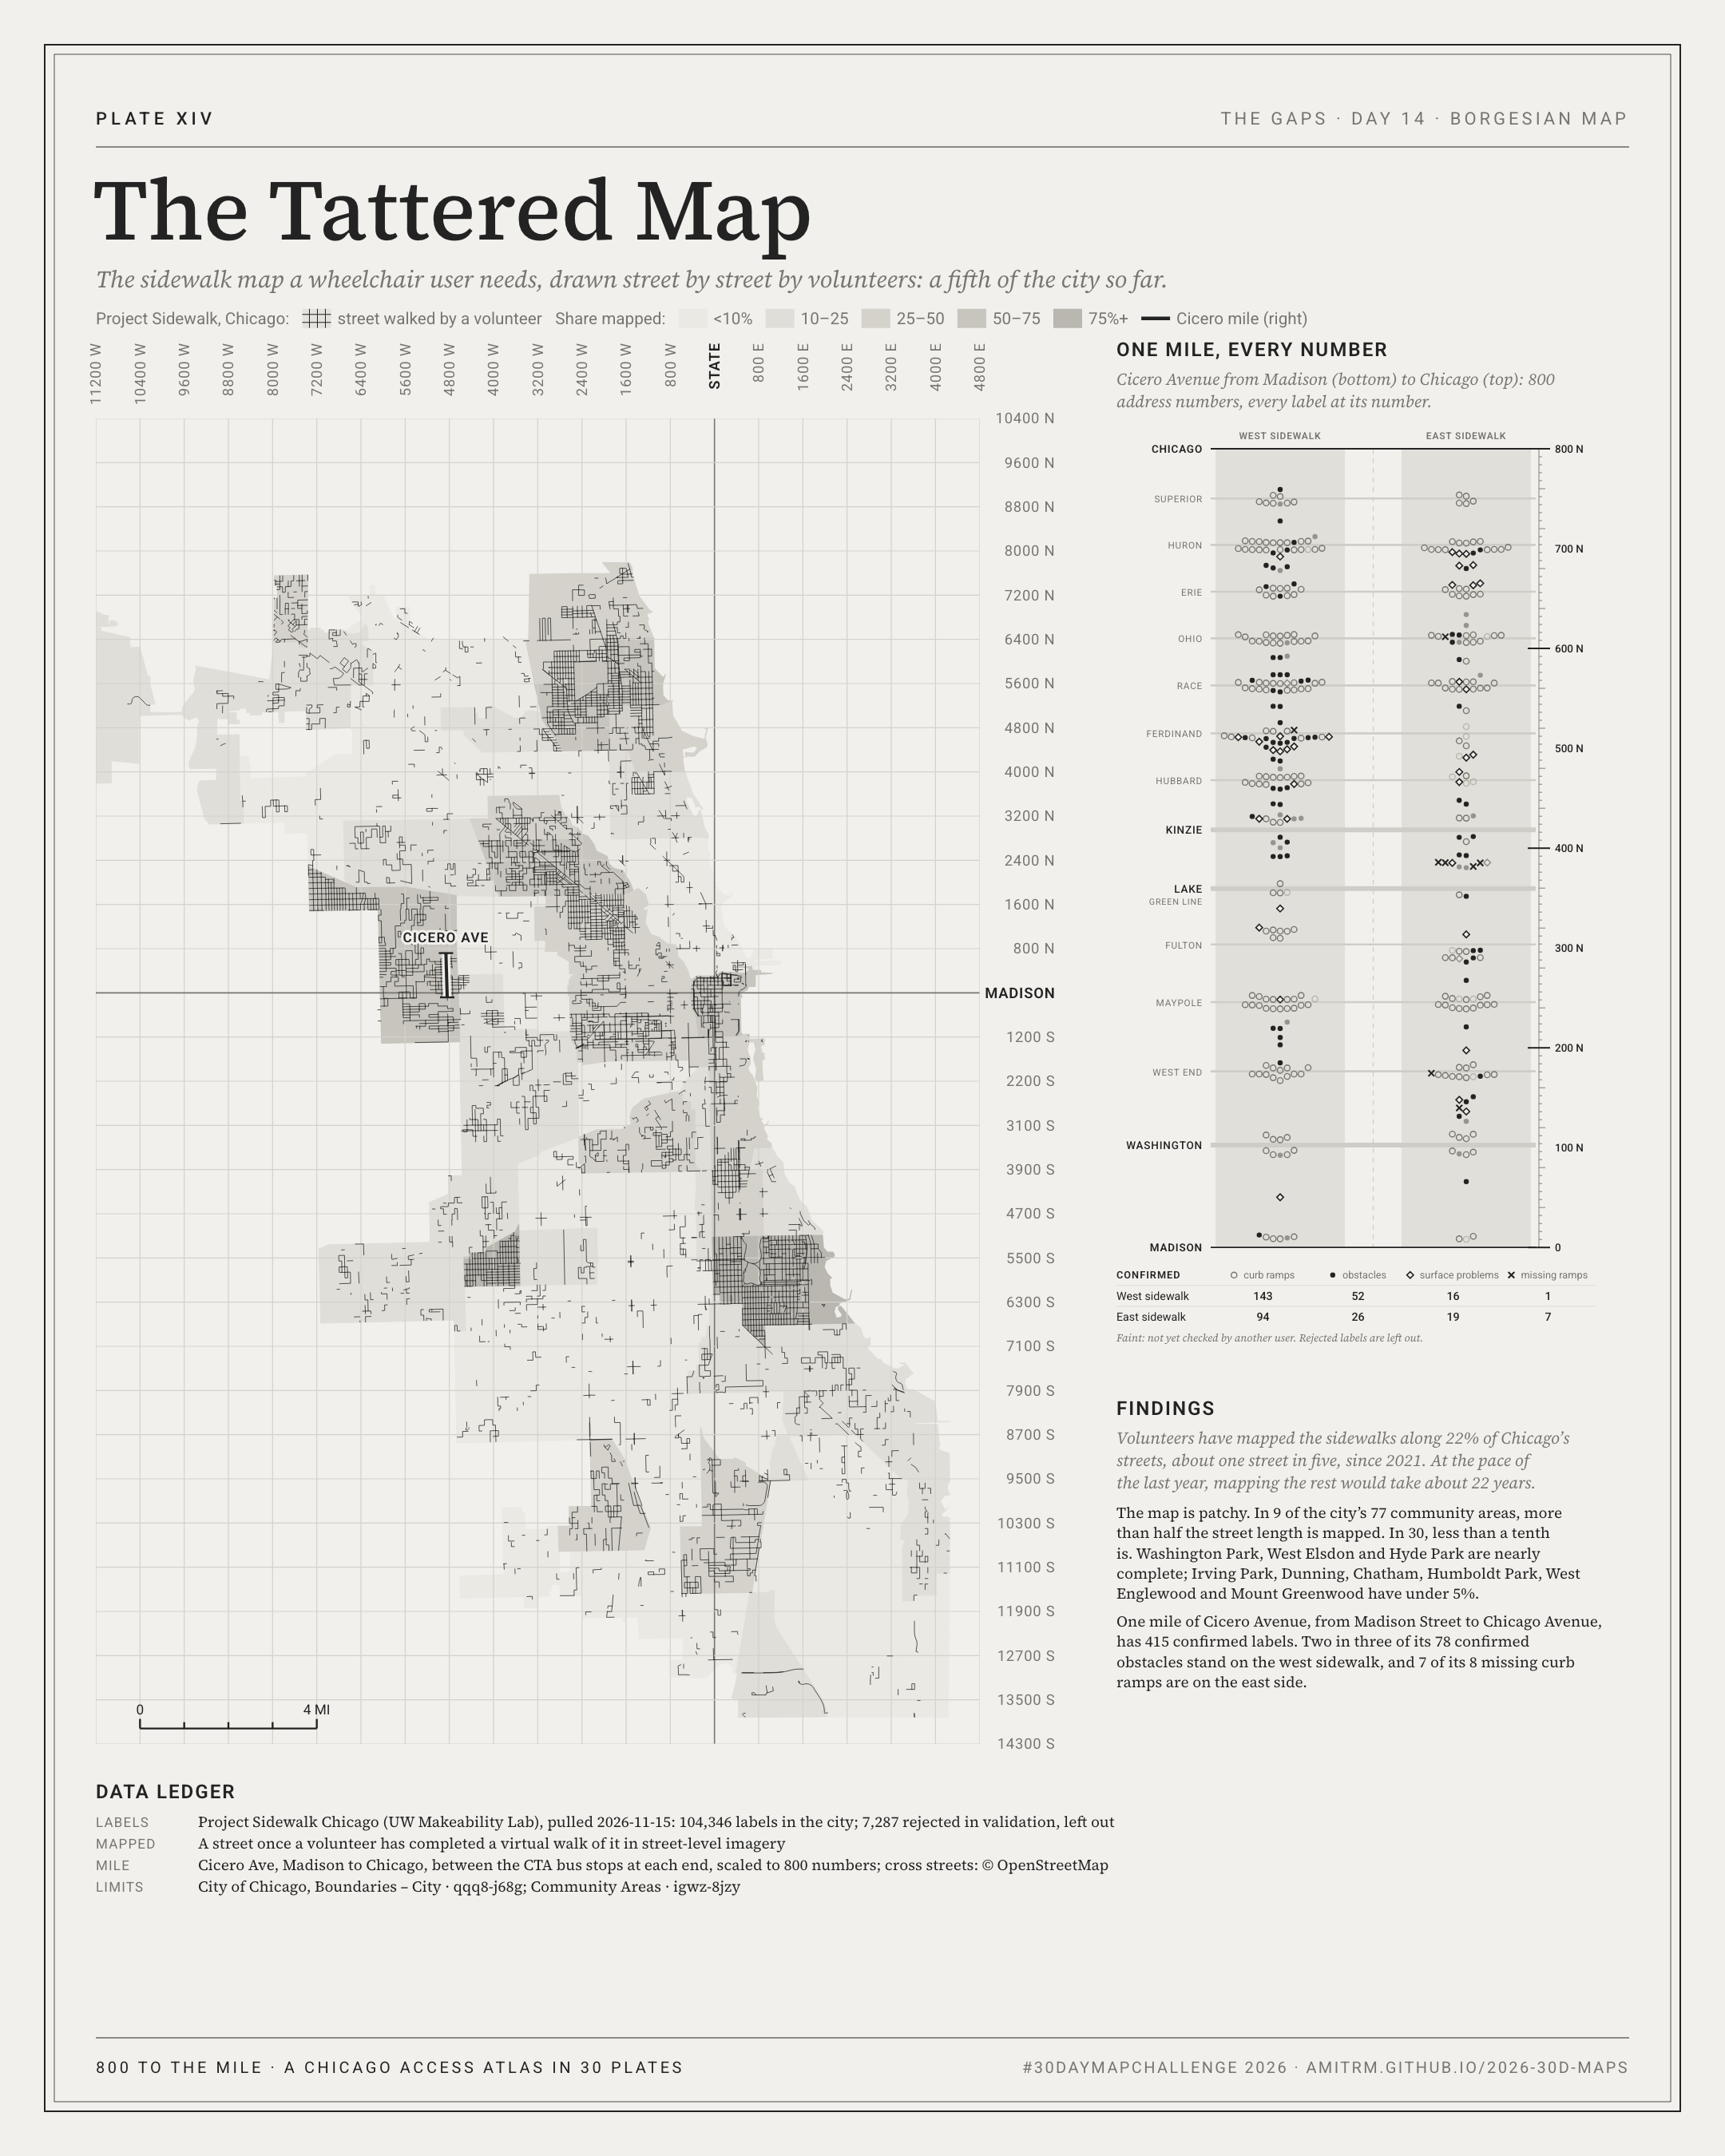 PLATE XIV
THE GAPS · DAY 14 · BORGESIAN MAP
The Tattered Map
The sidewalk map a wheelchair user needs, drawn street by street by volunteers: a fifth of the city so far.
Project Sidewalk, Chicago: street walked by a volunteer Share mapped: <10% 10–25 25–50 50–75 75%+ Cicero mile (right)
11200 W
10400 W
9600 W
8800 W
8000 W
7200 W
6400 W
5600 W
4800 W
4000 W
3200 W
2400 W
1600 W
800 W
STATE
800 E
1600 E
2400 E
3200 E
4000 E
4800 E
10400 N
9600 N
8800 N
8000 N
7200 N
6400 N
5600 N
4800 N
4000 N
3200 N
2400 N
1600 N
800 N
MADISON
1200 S
2200 S
3100 S
3900 S
4700 S
5500 S
6300 S
7100 S
7900 S
8700 S
9500 S
10300 S
11100 S
11900 S
12700 S
13500 S
14300 S
CICERO AVE
0 4 MI
ONE MILE, EVERY NUMBER
Cicero Avenue from Madison (bottom) to Chicago (top): 800
address numbers, every label at its number.
WEST SIDEWALK EAST SIDEWALK
CHICAGO 800 N
SUPERIOR
HURON 700 N
ERIE
OHIO 600 N
RACE
FERDINAND 500 N
HUBBARD
KINZIE 400 N
LAKE
GREEN LINE
FULTON 300 N
MAYPOLE
200 N
WEST END
WASHINGTON 100 N
MADISON 0
CONFIRMED curb ramps obstacles surface problems missing ramps
West sidewalk 143 52 16 1
East sidewalk 94 26 19 7
Faint: not yet checked by another user. Rejected labels are left out.
FINDINGS
Volunteers have mapped the sidewalks along 22% of Chicago’s
streets, about one street in five, since 2021. At the pace of
the last year, mapping the rest would take about 22 years.
The map is patchy. In 9 of the city’s 77 community areas, more
than half the street length is mapped. In 30, less than a tenth
is. Washington Park, West Elsdon and Hyde Park are nearly
complete; Irving Park, Dunning, Chatham, Humboldt Park, West
Englewood and Mount Greenwood have under 5%.
One mile of Cicero Avenue, from Madison Street to Chicago Avenue,
has 415 confirmed labels. Two in three of its 78 confirmed
obstacles stand on the west sidewalk, and 7 of its 8 missing curb
ramps are on the east side.
DATA LEDGER
LABELS Project Sidewalk Chicago (UW Makeability Lab), pulled 2026-11-15: 104,346 labels in the city; 7,287 rejected in validation, left out
MAPPED A street once a volunteer has completed a virtual walk of it in street-level imagery
MILE Cicero Ave, Madison to Chicago, between the CTA bus stops at each end, scaled to 800 numbers; cross streets: © OpenStreetMap
LIMITS City of Chicago, Boundaries – City · qqq8-j68g; Community Areas · igwz-8jzy
800 TO THE MILE · A CHICAGO ACCESS ATLAS IN 30 PLATES
#30DAYMAPCHALLENGE 2026 · AMITRM.GITHUB.IO/2026-30D-MAPS